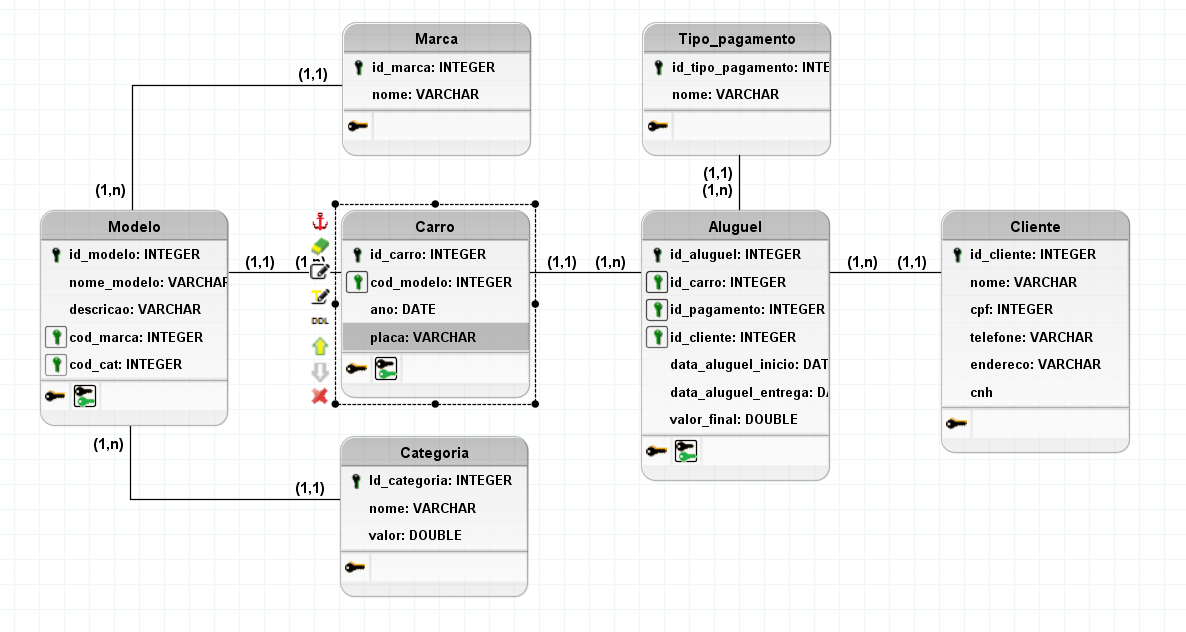 Marca
id_marca: INTEGER
nome: VARCHAR
Tipo_pagamento
id_tipo_pagamento: INTE
nome: VARCHAR
(1,1)
(1,n)
(1,1)
(1,n)
Modelo
id_modelo: INTEGER
nome_modelo: VARCHAR
descricao: VARCHAR
cod_marca: INTEGER
cod_cat: INTEGER
(1,1)
(1,n)
DDL
Carro
id_carro: INTEGER
cod_modelo: INTEGER
ano: DATE
placa: VARCHAR
(1,1)
(1,n)
Aluguel
id_aluguel: INTEGER
id_carro: INTEGER
id_pagamento: INTEGER
id_cliente: INTEGER
data_aluguel_inicio: DAT
data_aluguel_entrega: DA
valor_final: DOUBLE
(1,n)
(1,1)
Cliente
id_cliente: INTEGER
nome: VARCHAR
cpf: INTEGER
telefone: VARCHAR
endereco: VARCHAR
cnh
(1,n)
(1,1)
Categoria
Id_categoria: INTEGER
nome: VARCHAR
valor: DOUBLE